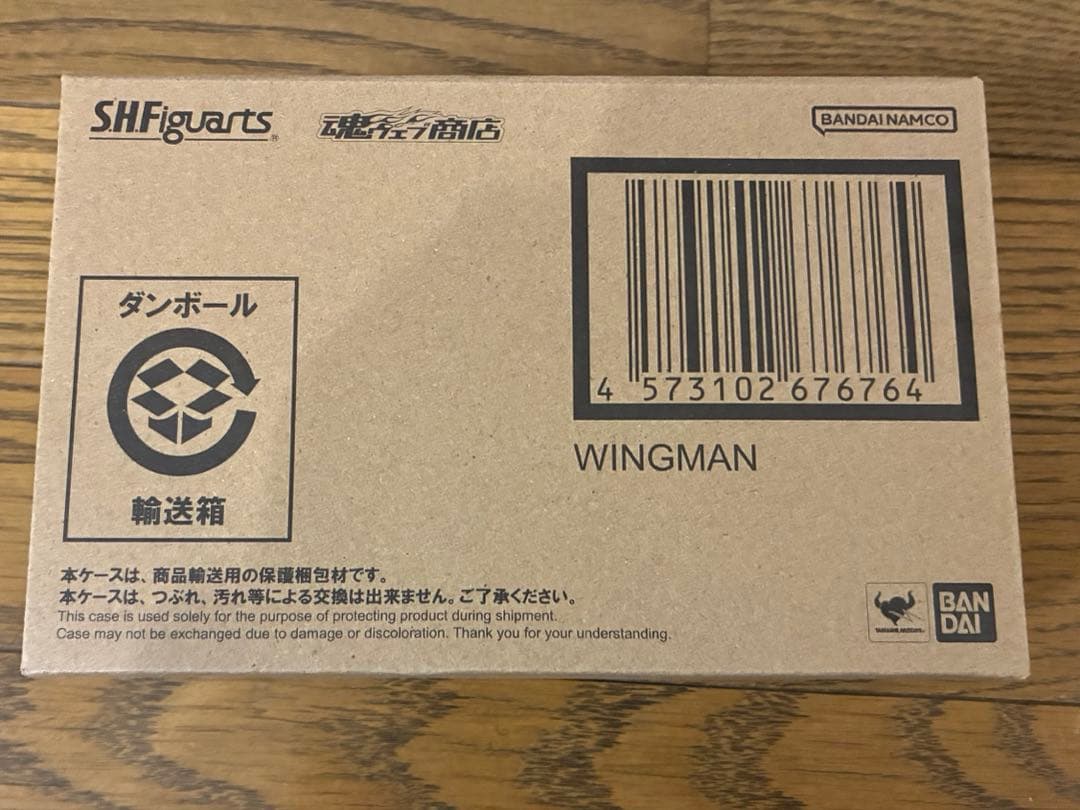 S.H.Figuarts®
魂ウェブ商店
BANDAI NAMCO
4 573102 676764
WINGMAN
ダンボール
輸送箱
本ケースは、商品輸送用の保護梱包材です。
本ケースは、つぶれ、汚れ等による交換は出来ません。ご了承ください。
This case is used solely for the purpose of protecting product during shipment.
Case may not be exchanged due to damage or discoloration. Thank you for your understanding.
TAMASHII NATIONS
BAN
DAI